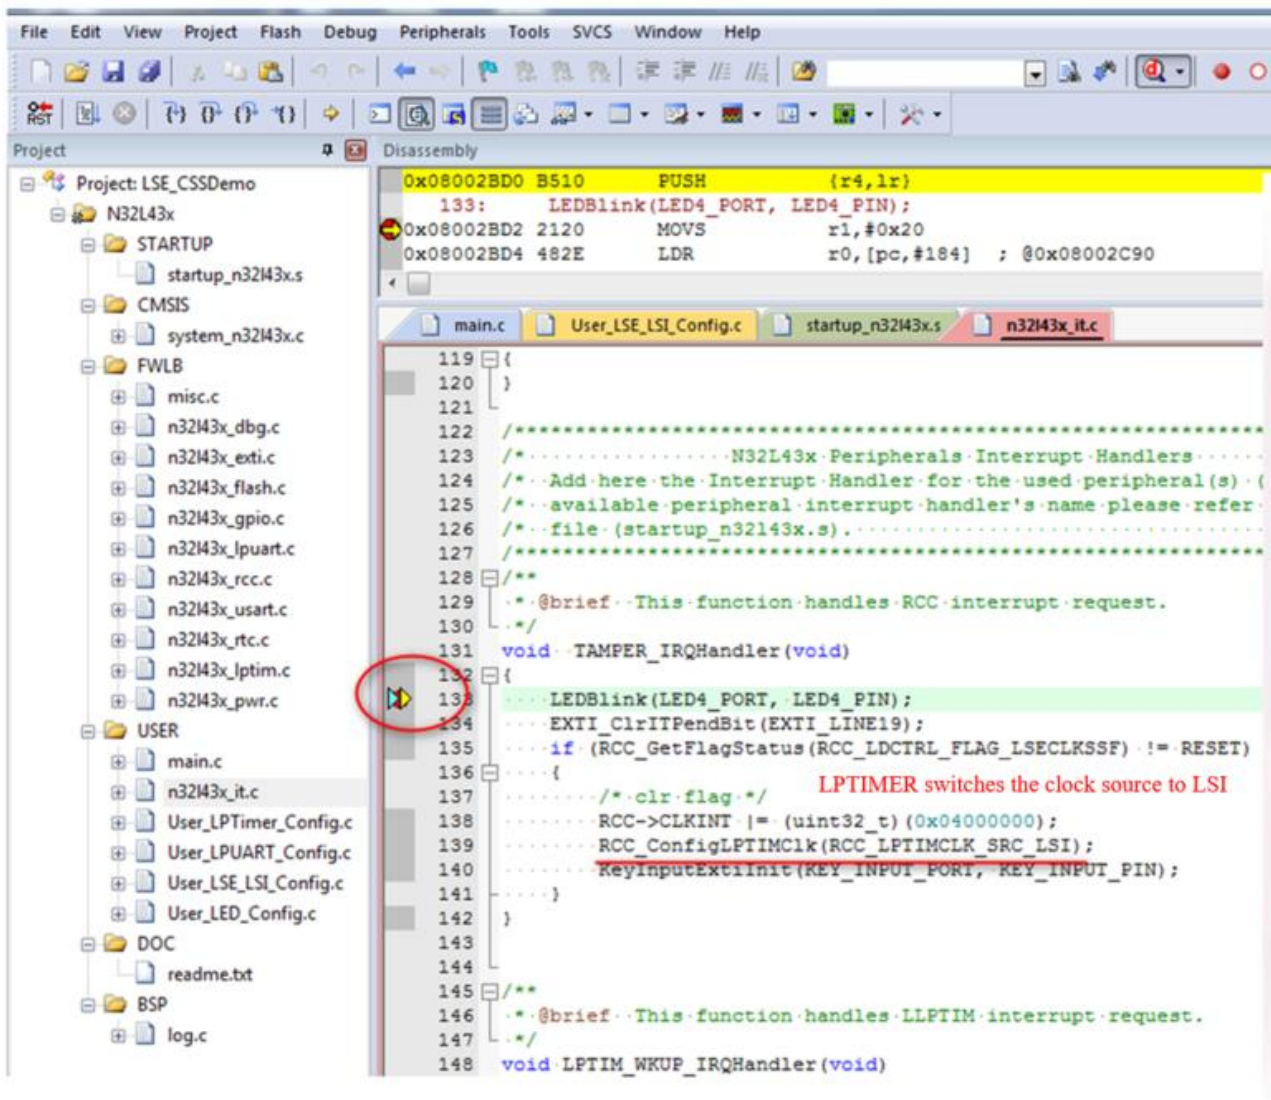 File Edit View Project Flash Debug Peripherals Tools SVCS Window Help
RST
Project
Disassembly
Project: LSE_CSSDemo
N32L43x
STARTUP
startup_n32l43x.s
CMSIS
system_n32l43x.c
FWLB
misc.c
n32l43x_dbg.c
n32l43x_exti.c
n32l43x_flash.c
n32l43x_gpio.c
n32l43x_lpuart.c
n32l43x_rcc.c
n32l43x_usart.c
n32l43x_rtc.c
n32l43x_lptim.c
n32l43x_pwr.c
USER
main.c
n32l43x_it.c
User_LPTimer_Config.c
User_LPUART_Config.c
User_LSE_LSI_Config.c
User_LED_Config.c
DOC
readme.txt
BSP
log.c
0x08002BD0 B510 PUSH {r4,lr}
133: LEDBlink(LED4_PORT, LED4_PIN);
0x08002BD2 2120 MOVS r1,#0x20
0x08002BD4 482E LDR r0,[pc,#184] ; @0x08002C90
main.c User_LSE_LSI_Config.c startup_n32l43x.s n32l43x_it.c
119 {
120 }
121
122 /******************************************************************
123 /* N32L43x Peripherals Interrupt Handlers
124 /* Add here the Interrupt Handler for the used peripheral(s) (
125 /* available peripheral interrupt handler's name please refer
126 /* file (startup_n32l43x.s).
127 /******************************************************************
128 /**
129 * @brief This function handles RCC interrupt request.
130 */
131 void TAMPER_IRQHandler(void)
132 {
133 LEDBlink(LED4_PORT, LED4_PIN);
134 EXTI_ClrITPendBit(EXTI_LINE19);
135 if (RCC_GetFlagStatus(RCC_LDCTRL_FLAG_LSECLKSSF) != RESET)
136 {
LPTIMER switches the clock source to LSI
137 /* clr flag */
138 RCC->CLKINT |= (uint32_t)(0x04000000);
139 RCC_ConfigLPTIMClk(RCC_LPTIMCLK_SRC_LSI);
140 KeyInputExtiInit(KEY_INPUT_PORT, KEY_INPUT_PIN);
141 }
142 }
143
144
145 /**
146 * @brief This function handles LLPTIM interrupt request.
147 */
148 void LPTIM_WKUP_IRQHandler(void)